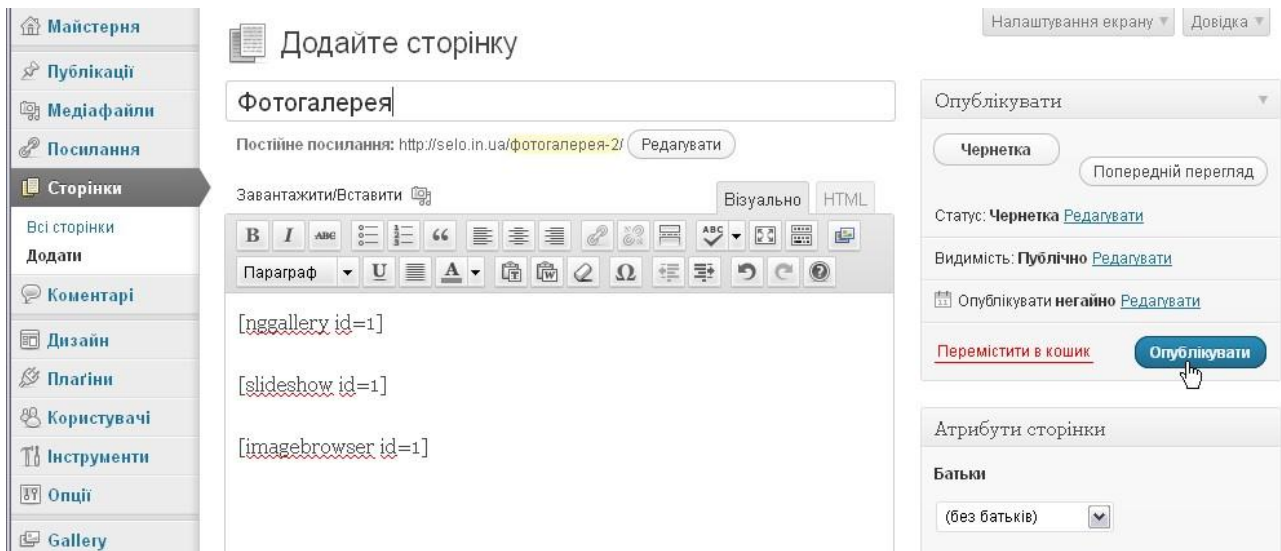 Майстерня
Публікації
Медіафайли
Посилання
Сторінки
Всі сторінки
Додати
Коментарі
Дизайн
Плаґіни
Користувачі
Інструменти
Опції
Gallery
Налаштування екрану
Довідка
Додайте сторінку
Фотогалерея
Постійне посилання: http://selo.in.ua/фотогалерея-2/ Редагувати
Завантажити/Вставити
Візуально HTML
B I ABC ABC
Параграф U A T W Ω
[nggallery id=1]
[slideshow id=1]
[imagebrowser id=1]
Опублікувати
Чернетка
Попередній перегляд
Статус: Чернетка Редагувати
Видимість: Публічно Редагувати
Опублікувати негайно Редагувати
Перемістити в кошик Опублікувати
Атрибути сторінки
Батьки
(без батьків)